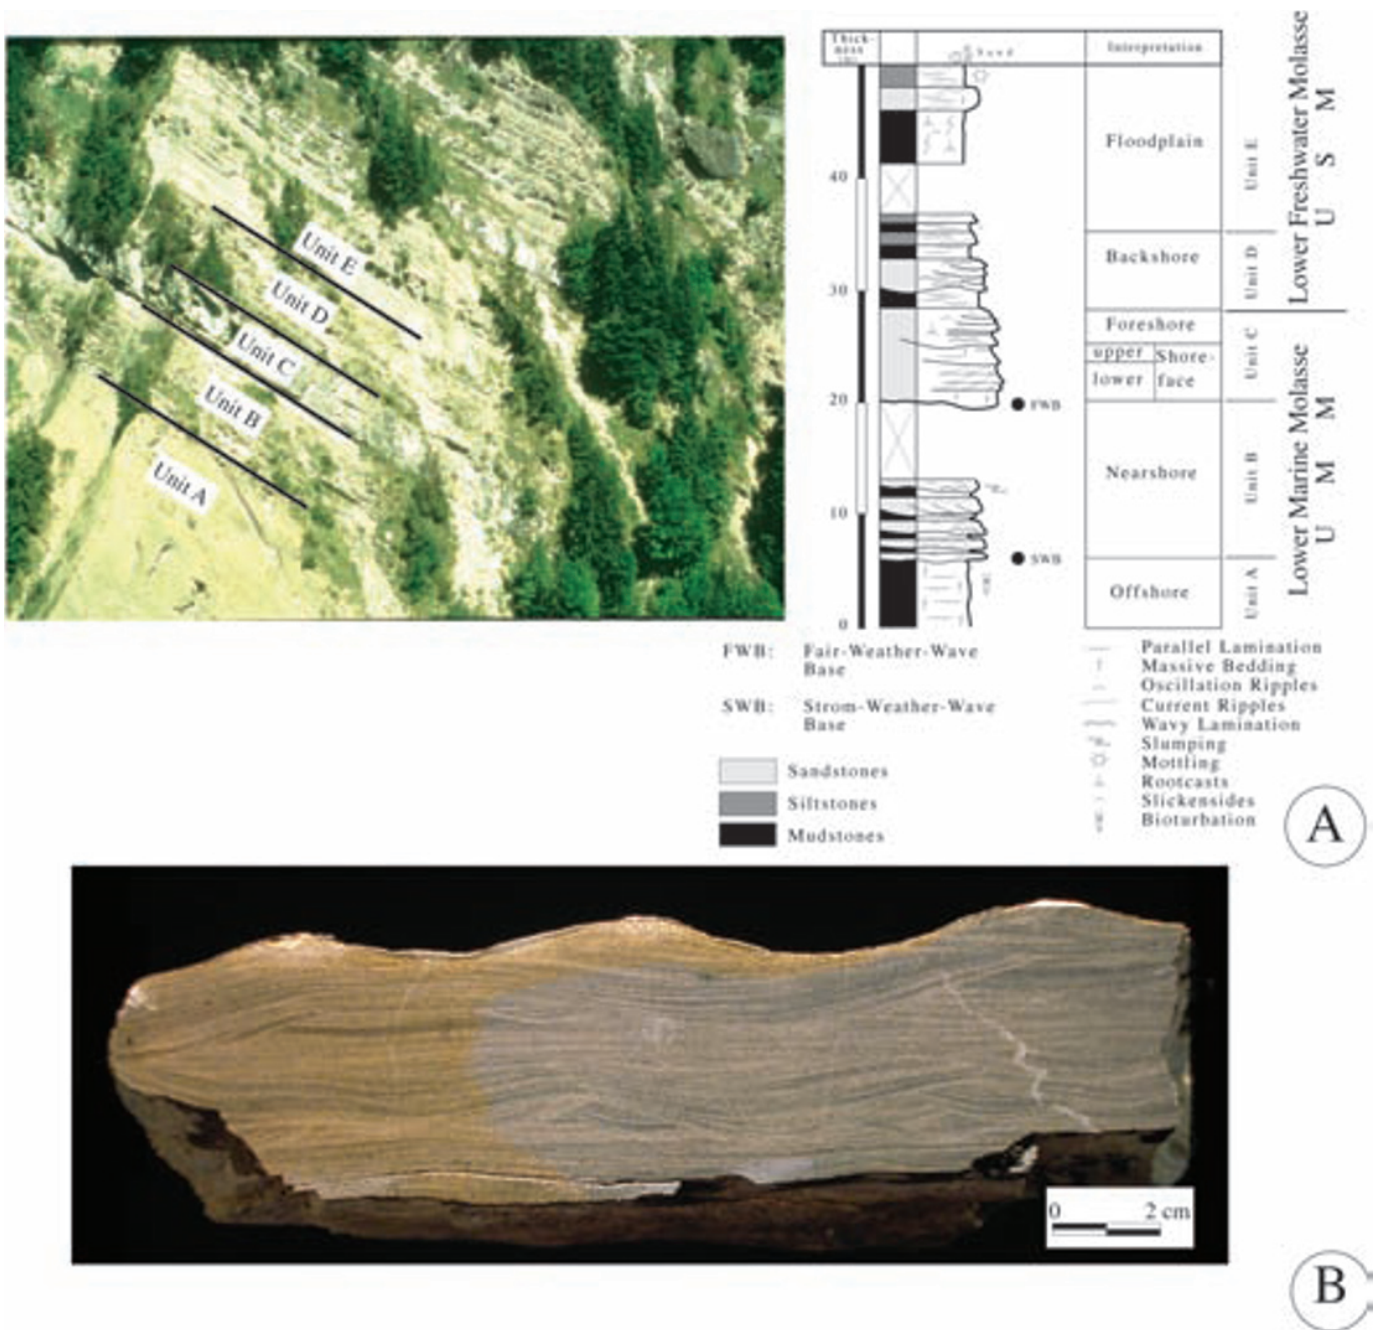 Unit E
Unit D
Unit C
Unit B
Unit A
Thick-
ness
Sand
Interpretation
40
30
20
10
0
FWB
SWB
Floodplain
Backshore
Foreshore
upper
Shore-
lower
face
Nearshore
Offshore
Unit E
Unit D
Unit C
Unit B
Unit A
Lower Freshwater Molasse
U S M
Lower Marine Molasse
U M M
FWB: Fair-Weather-Wave
Base
SWB: Strom-Weather-Wave
Base
Sandstones
Siltstones
Mudstones
Parallel Lamination
Massive Bedding
Oscillation Ripples
Current Ripples
Wavy Lamination
Slumping
Mottling
Rootcasts
Slickensides
Bioturbation
A
0 2 cm
B